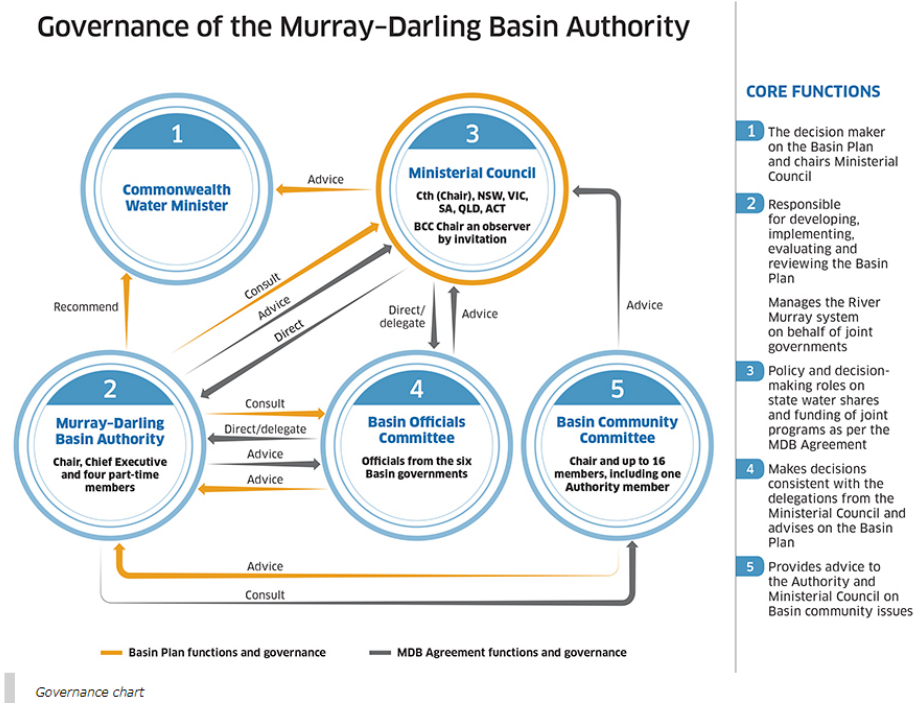 Governance of the Murray–Darling Basin Authority
1
Commonwealth
Water Minister
Advice
3
Ministerial Council
Cth (Chair), NSW, VIC,
SA, QLD, ACT
BCC Chair an observer
by invitation
Recommend
Consult
Advice
Direct
Direct/
delegate
Advice
Advice
2
Murray–Darling
Basin Authority
Chair, Chief Executive
and four part-time
members
Consult
Direct/delegate
Advice
Advice
4
Basin Officials
Committee
Officials from the six
Basin governments
5
Basin Community
Committee
Chair and up to 16
members, including one
Authority member
Advice
Consult
Basin Plan functions and governance
MDB Agreement functions and governance
CORE FUNCTIONS
1 The decision maker
on the Basin Plan
and chairs Ministerial
Council
2 Responsible
for developing,
implementing,
evaluating and
reviewing the Basin
Plan
Manages the River
Murray system
on behalf of joint
governments
3 Policy and decision-
making roles on
state water shares
and funding of joint
programs as per the
MDB Agreement
4 Makes decisions
consistent with the
delegations from the
Ministerial Council and
advises on the Basin
Plan
5 Provides advice to
the Authority and
Ministerial Council on
Basin community issues
Governance chart